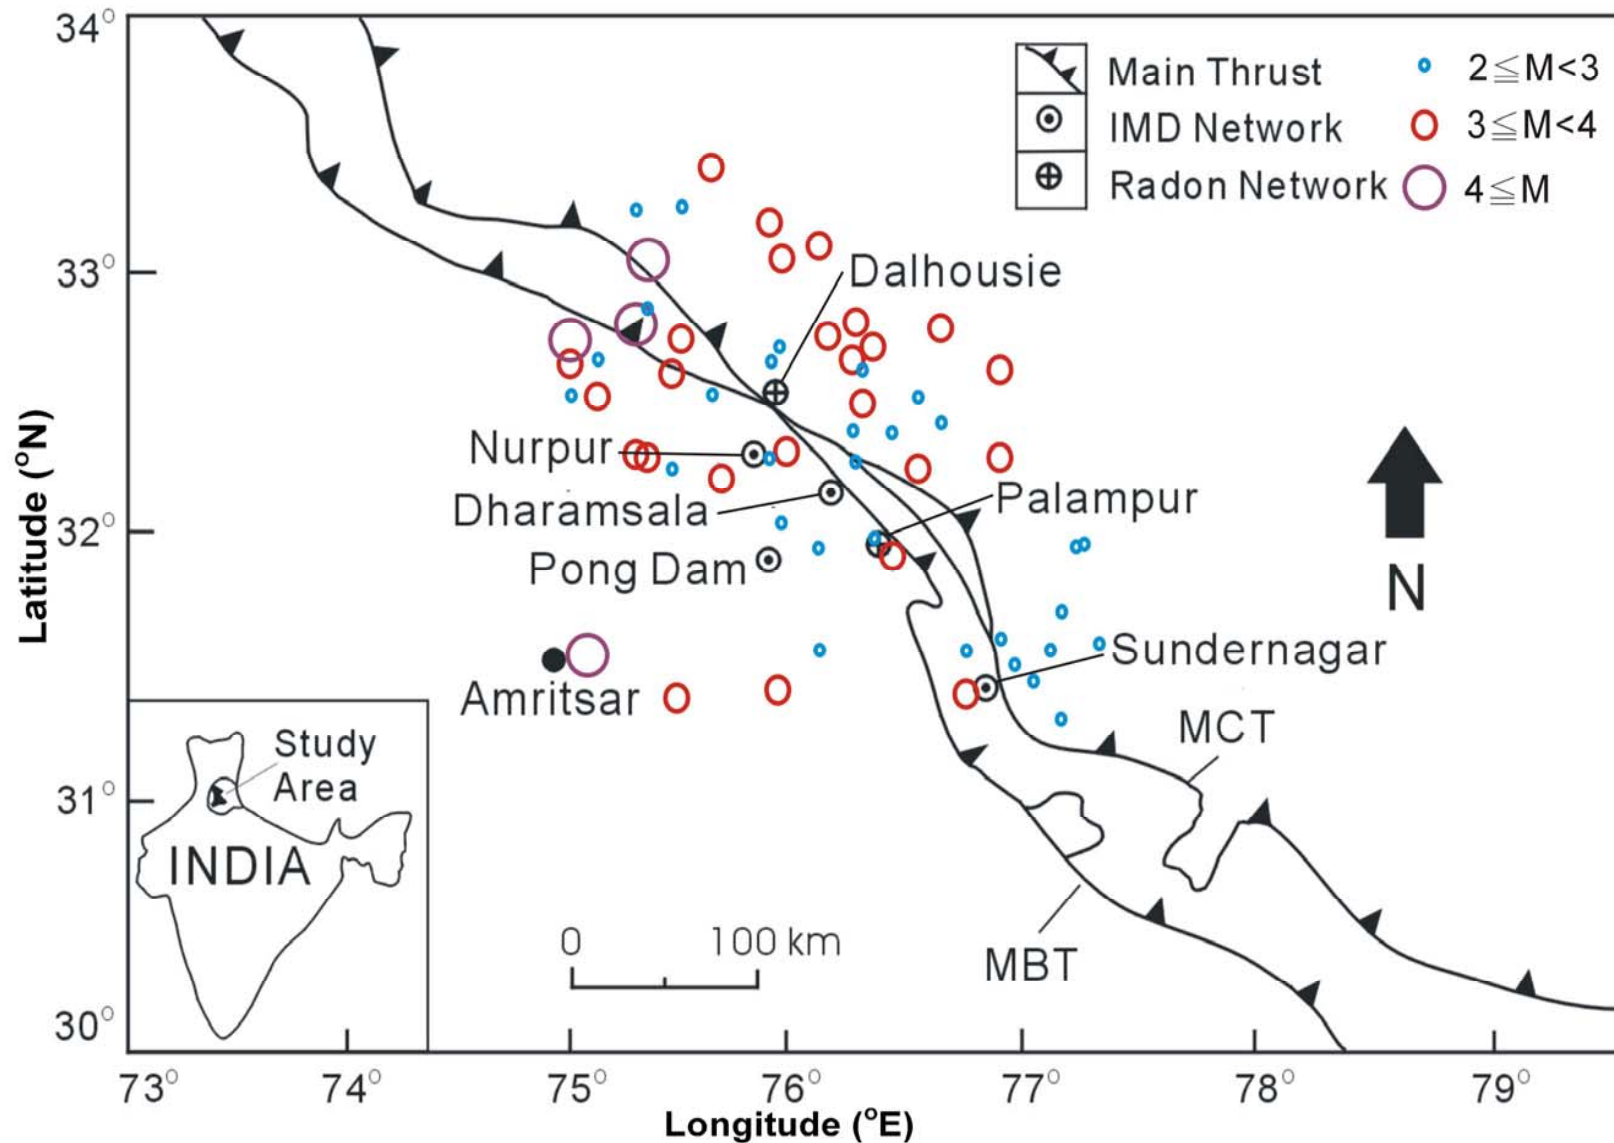 34°
33°
32°
31°
30°
Latitude (°N)
73°
74°
75°
76°
77°
78°
79°
Longitude (°E)
Main Thrust
IMD Network
Radon Network
2≦M<3
3≦M<4
4≦M
Dalhousie
Nurpur
Dharamsala
Palampur
Pong Dam
Amritsar
Sundernagar
N
MCT
MBT
Study
Area
INDIA
0
100 km